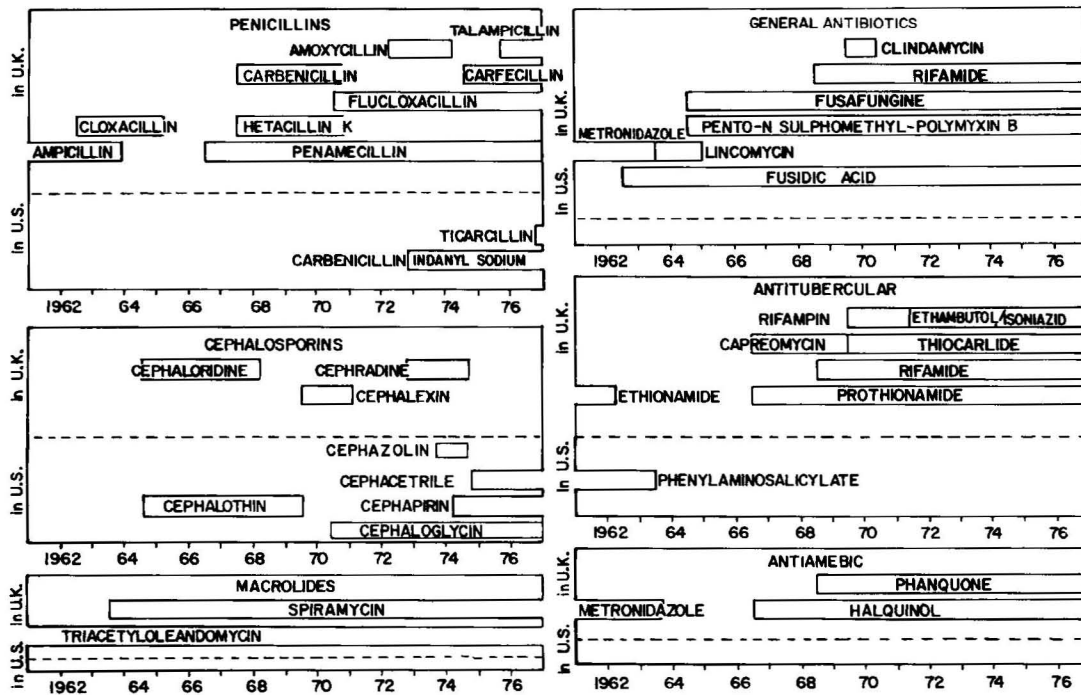 PENICILLINS
TALAMPICILLIN
AMOXYCILLIN
CARBENICILLIN
CARFECILLIN
FLUCLOXACILLIN
CLOXACILLIN
HETACILLIN K
AMPICILLIN
PENAMECILLIN
in U.K.
TICARCILLIN
CARBENICILLIN INDANYL SODIUM
in U.S.
1962 64 66 68 70 72 74 76
CEPHALOSPORINS
CEPHALORIDINE
CEPHRADINE
CEPHALEXIN
in U.K.
CEPHAZOLIN
CEPHACETRILE
CEPHALOTHIN
CEPHAPIRIN
CEPHALOGLYCIN
in U.S.
1962 64 66 68 70 72 74 76
MACROLIDES
SPIRAMYCIN
in U.K.
TRIACETYLOLEANDOMYCIN
in U.S.
1962 64 66 68 70 72 74 76
GENERAL ANTIBIOTICS
CLINDAMYCIN
RIFAMIDE
FUSAFUNGINE
PENTO-N SULPHOMETHYL-POLYMYXIN B
METRONIDAZOLE
LINCOMYCIN
FUSIDIC ACID
in U.K.
in U.S.
1962 64 66 68 70 72 74 76
ANTITUBERCULAR
RIFAMPIN
ETHAMBUTOL/ISONIAZID
CAPREOMYCIN
THIOCARLIDE
RIFAMIDE
ETHIONAMIDE
PROTHIONAMIDE
in U.K.
PHENYLAMINOSALICYLATE
in U.S.
1962 64 66 68 70 72 74 76
ANTIAMEBIC
PHANQUONE
METRONIDAZOLE
HALQUINOL
in U.K.
in U.S.
1962 64 66 68 70 72 74 76